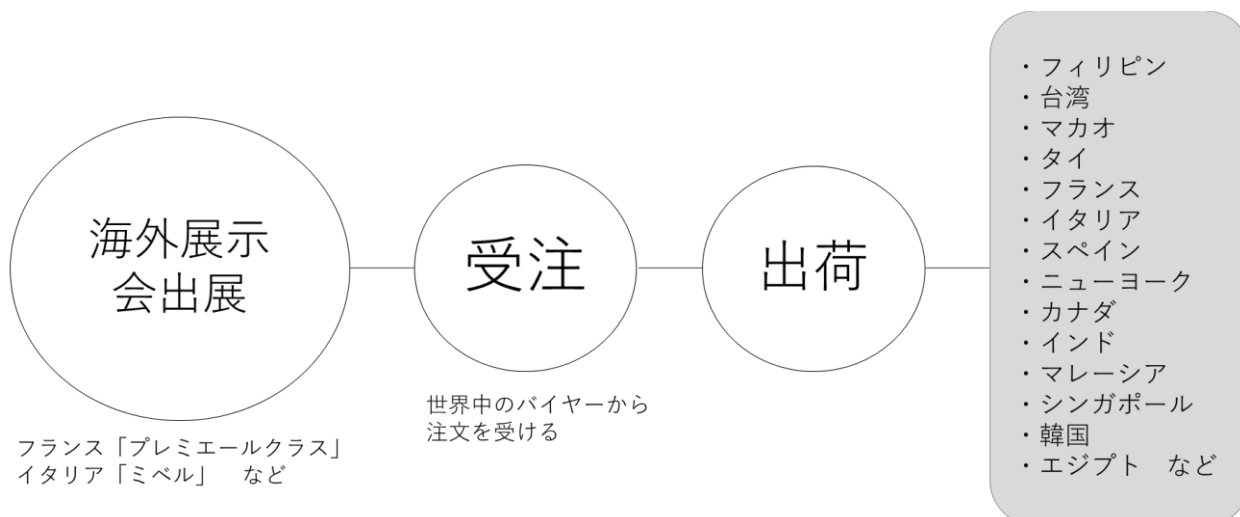 海外展示
会出展
フランス「プレミエールクラス」
イタリア「ミベル」　など
受注
世界中のバイヤーから
注文を受ける
出荷
・フィリピン
・台湾
・マカオ
・タイ
・フランス
・イタリア
・スペイン
・ニューヨーク
・カナダ
・インド
・マレーシア
・シンガポール
・韓国
・エジプト　など